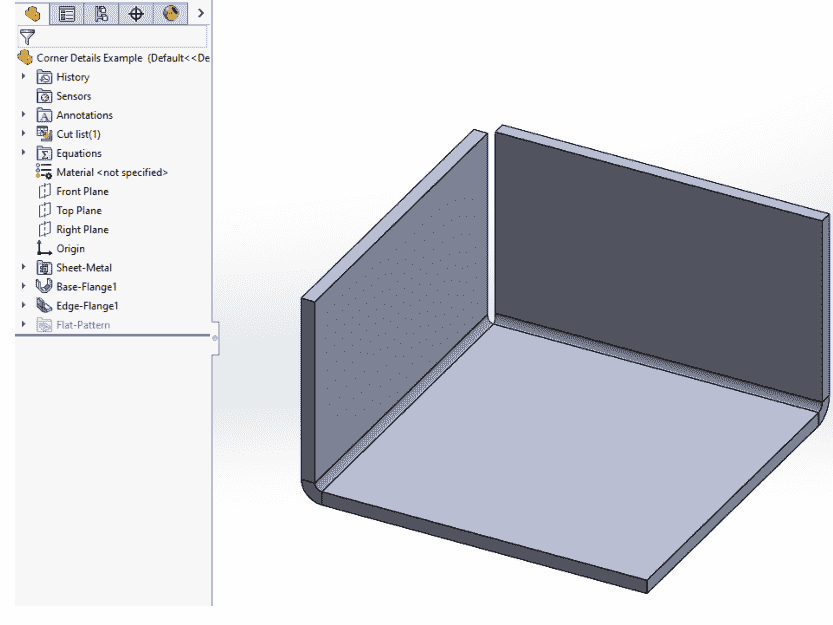 Corner Details Example (Default<<De
History
Sensors
Annotations
Cut list(1)
Equations
Material <not specified>
Front Plane
Top Plane
Right Plane
Origin
Sheet-Metal
Base-Flange1
Edge-Flange1
Flat-Pattern